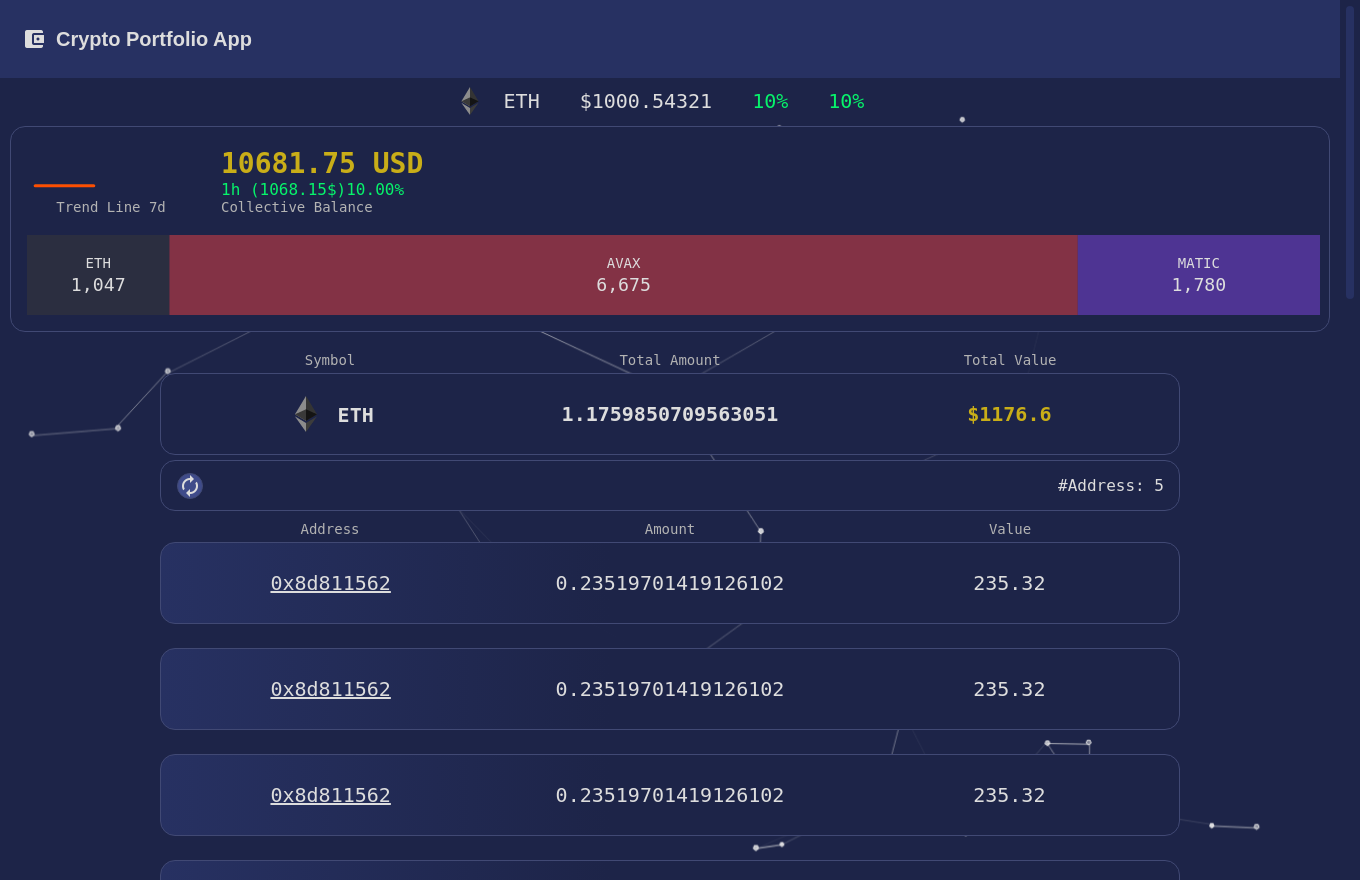 Crypto Portfolio App
ETH $1000.54321 10% 10%
10681.75 USD
1h (1068.15$)10.00%
Trend Line 7d
Collective Balance
ETH
1,047
AVAX
6,675
MATIC
1,780
Symbol Total Amount Total Value
ETH 1.1759850709563051 $1176.6
#Address: 5
Address Amount Value
0x8d811562 0.23519701419126102 235.32
0x8d811562 0.23519701419126102 235.32
0x8d811562 0.23519701419126102 235.32